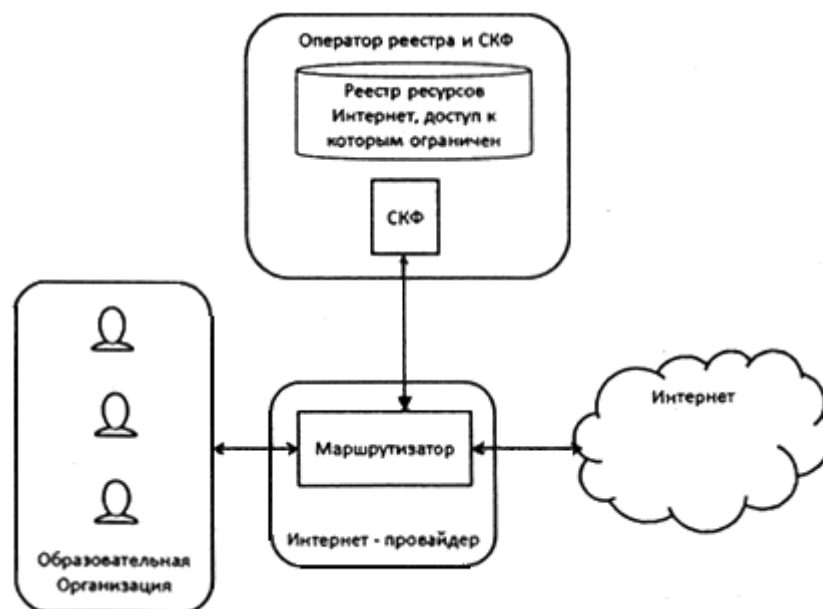 Оператор реестра и СКФ
Реестр ресурсов
Интернет, доступ к
которым ограничен
СКФ
Интернет
Маршрутизатор
Интернет - провайдер
Образовательная
Организация